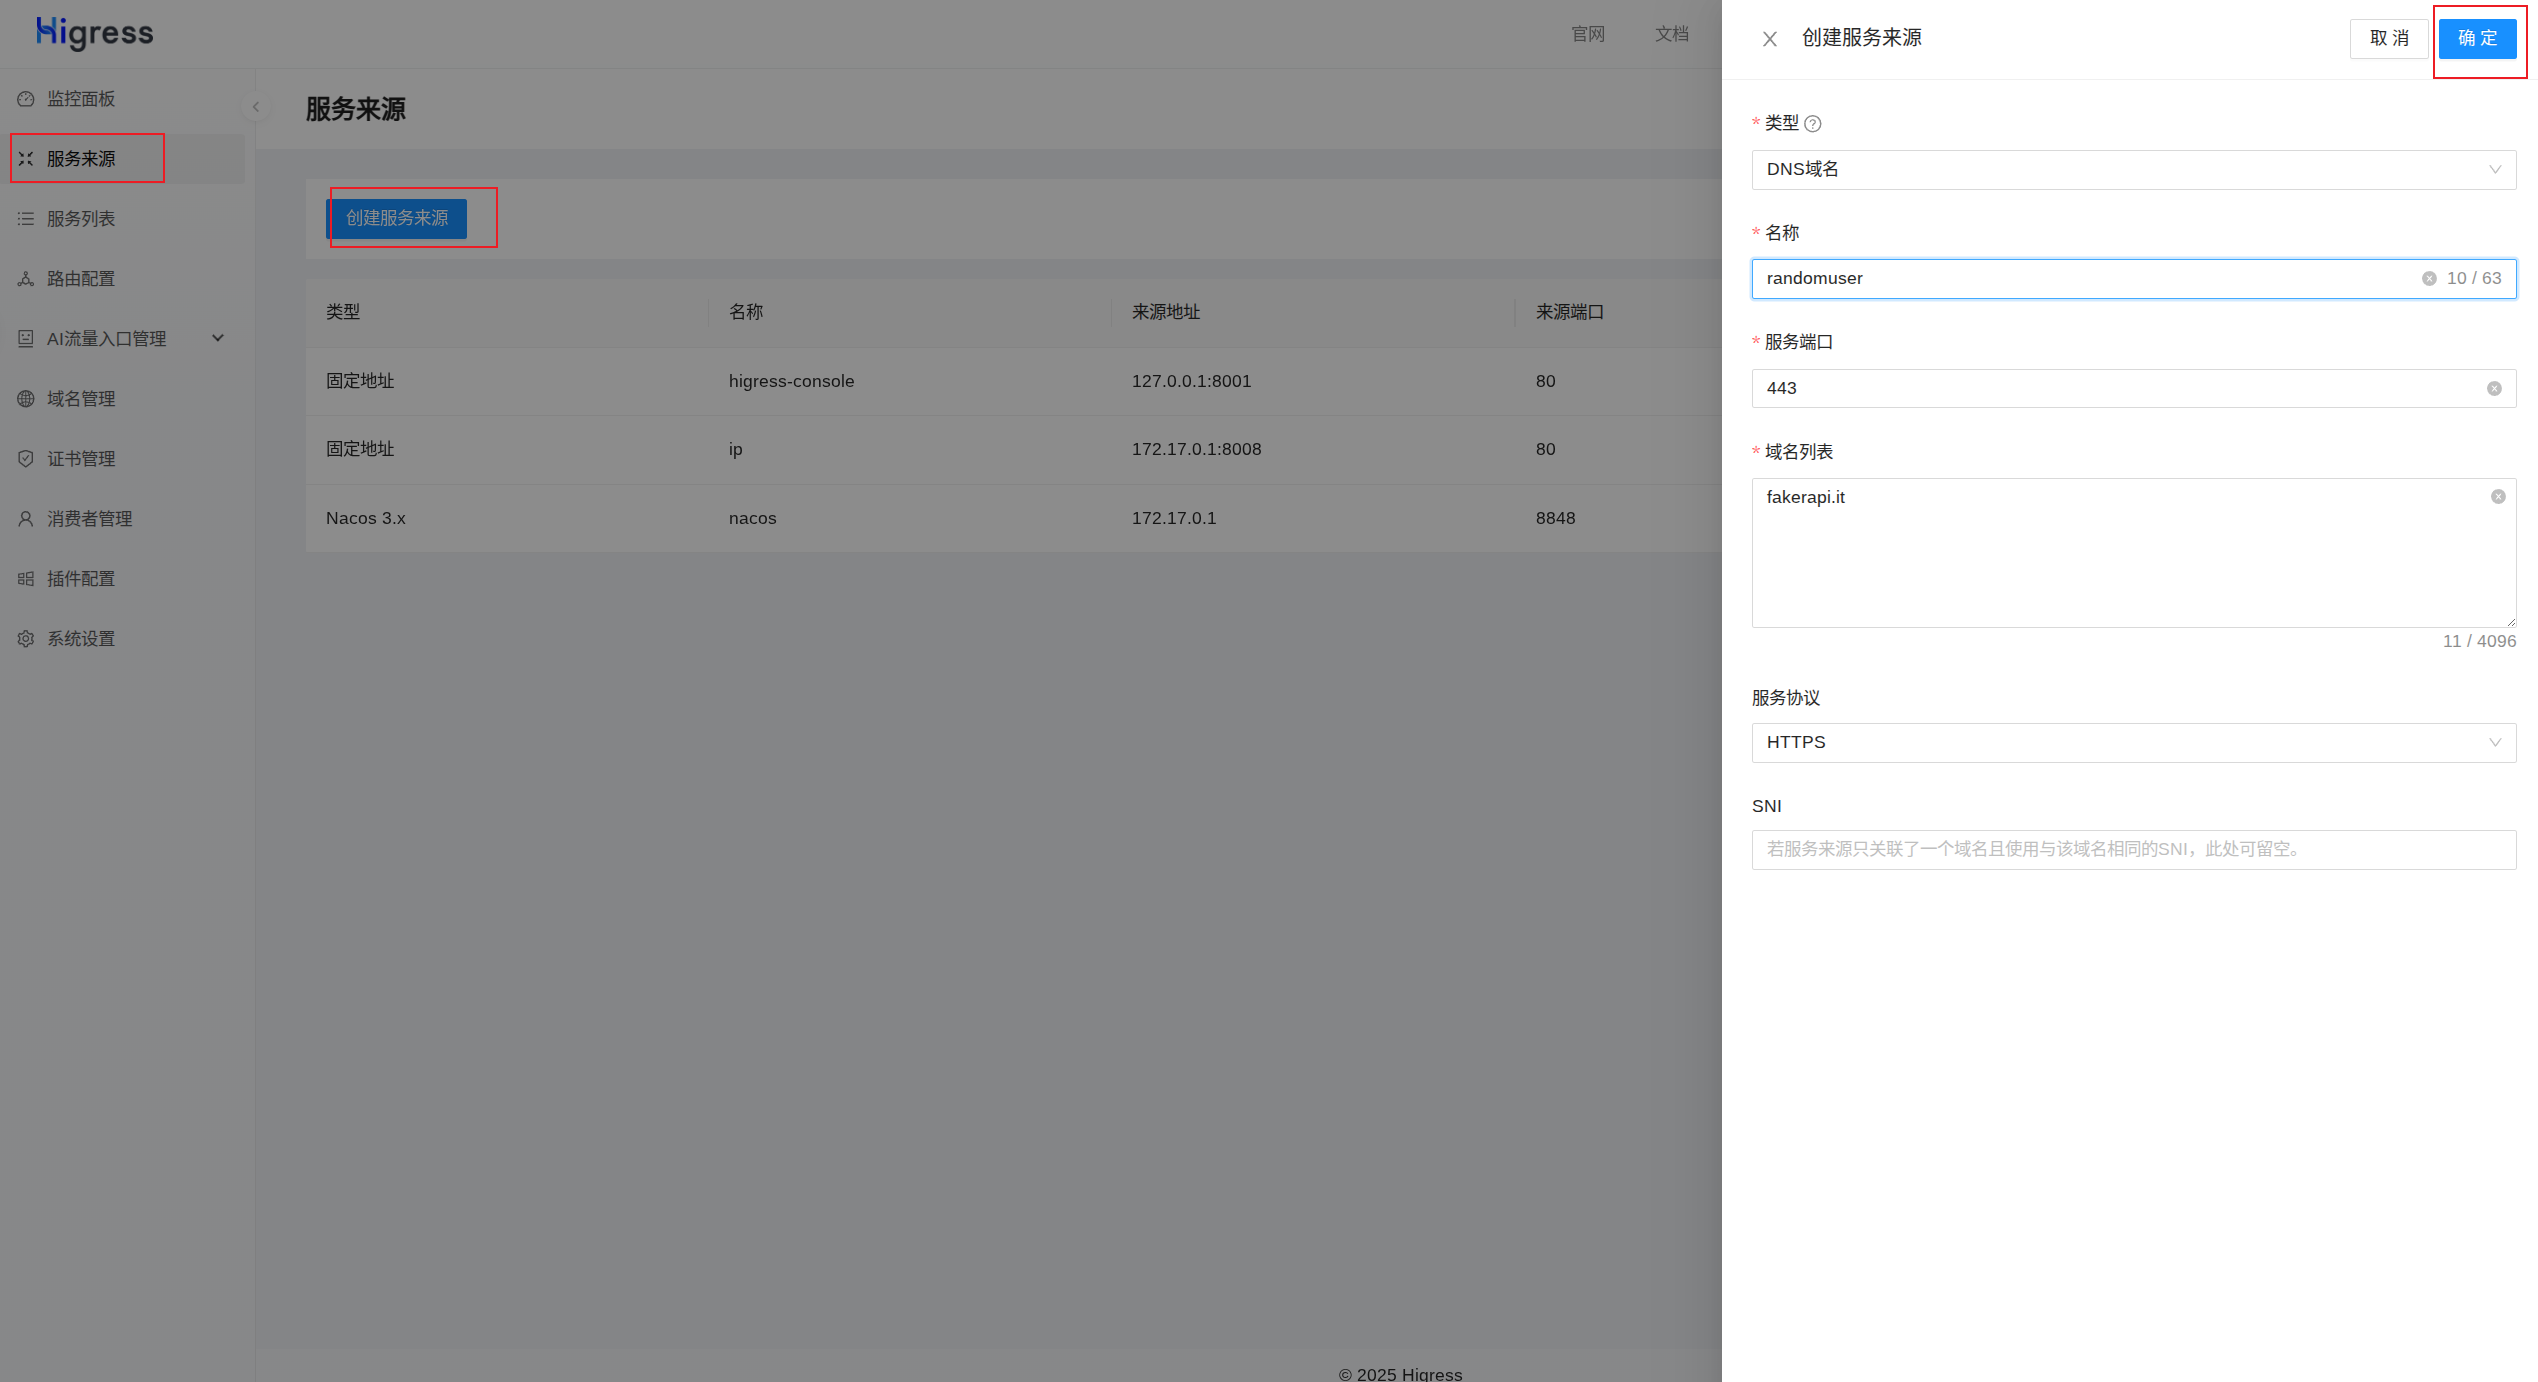 Higress
官网
文档
监控面板
服务来源
服务列表
路由配置
AI流量入口管理
域名管理
证书管理
消费者管理
插件配置
系统设置
服务来源
创建服务来源
类型 名称 来源地址 来源端口
固定地址 higress-console 127.0.0.1:8001 80
固定地址 ip 172.17.0.1:8008 80
Nacos 3.x nacos 172.17.0.1 8848
© 2025 Higress
创建服务来源
取 消
确 定
* 类型
DNS域名
* 名称
randomuser 10 / 63
* 服务端口
443
* 域名列表
fakerapi.it
11 / 4096
服务协议
HTTPS
SNI
若服务来源只关联了一个域名且使用与该域名相同的SNI，此处可留空。